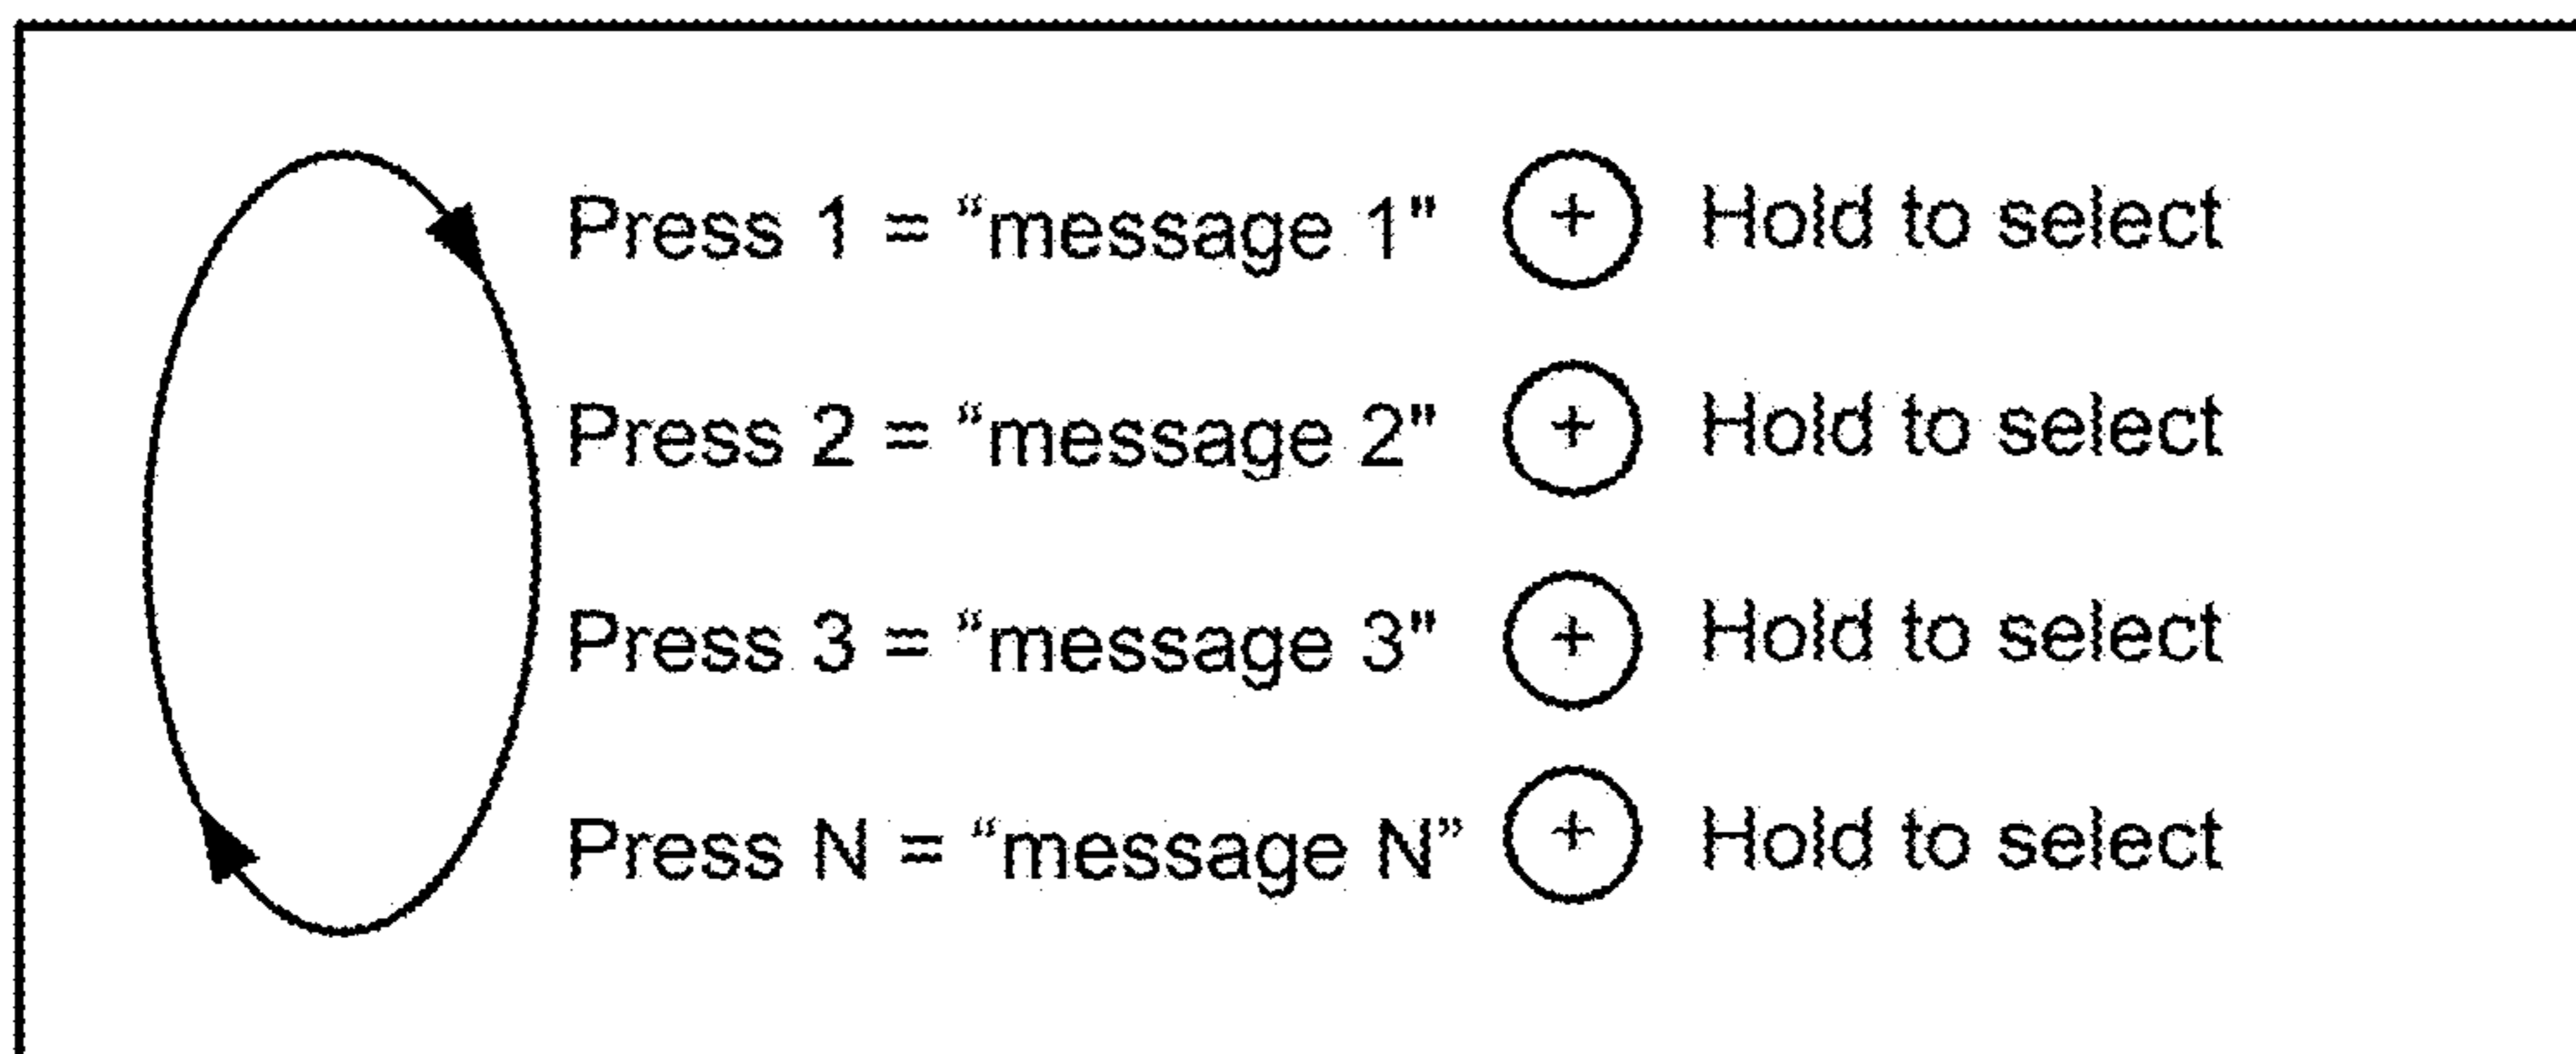 Press 1 = “message 1" + Hold to select
Press 2 = “message 2" + Hold to select
Press 3 = “message 3" + Hold to select
Press N = “message N” + Hold to select